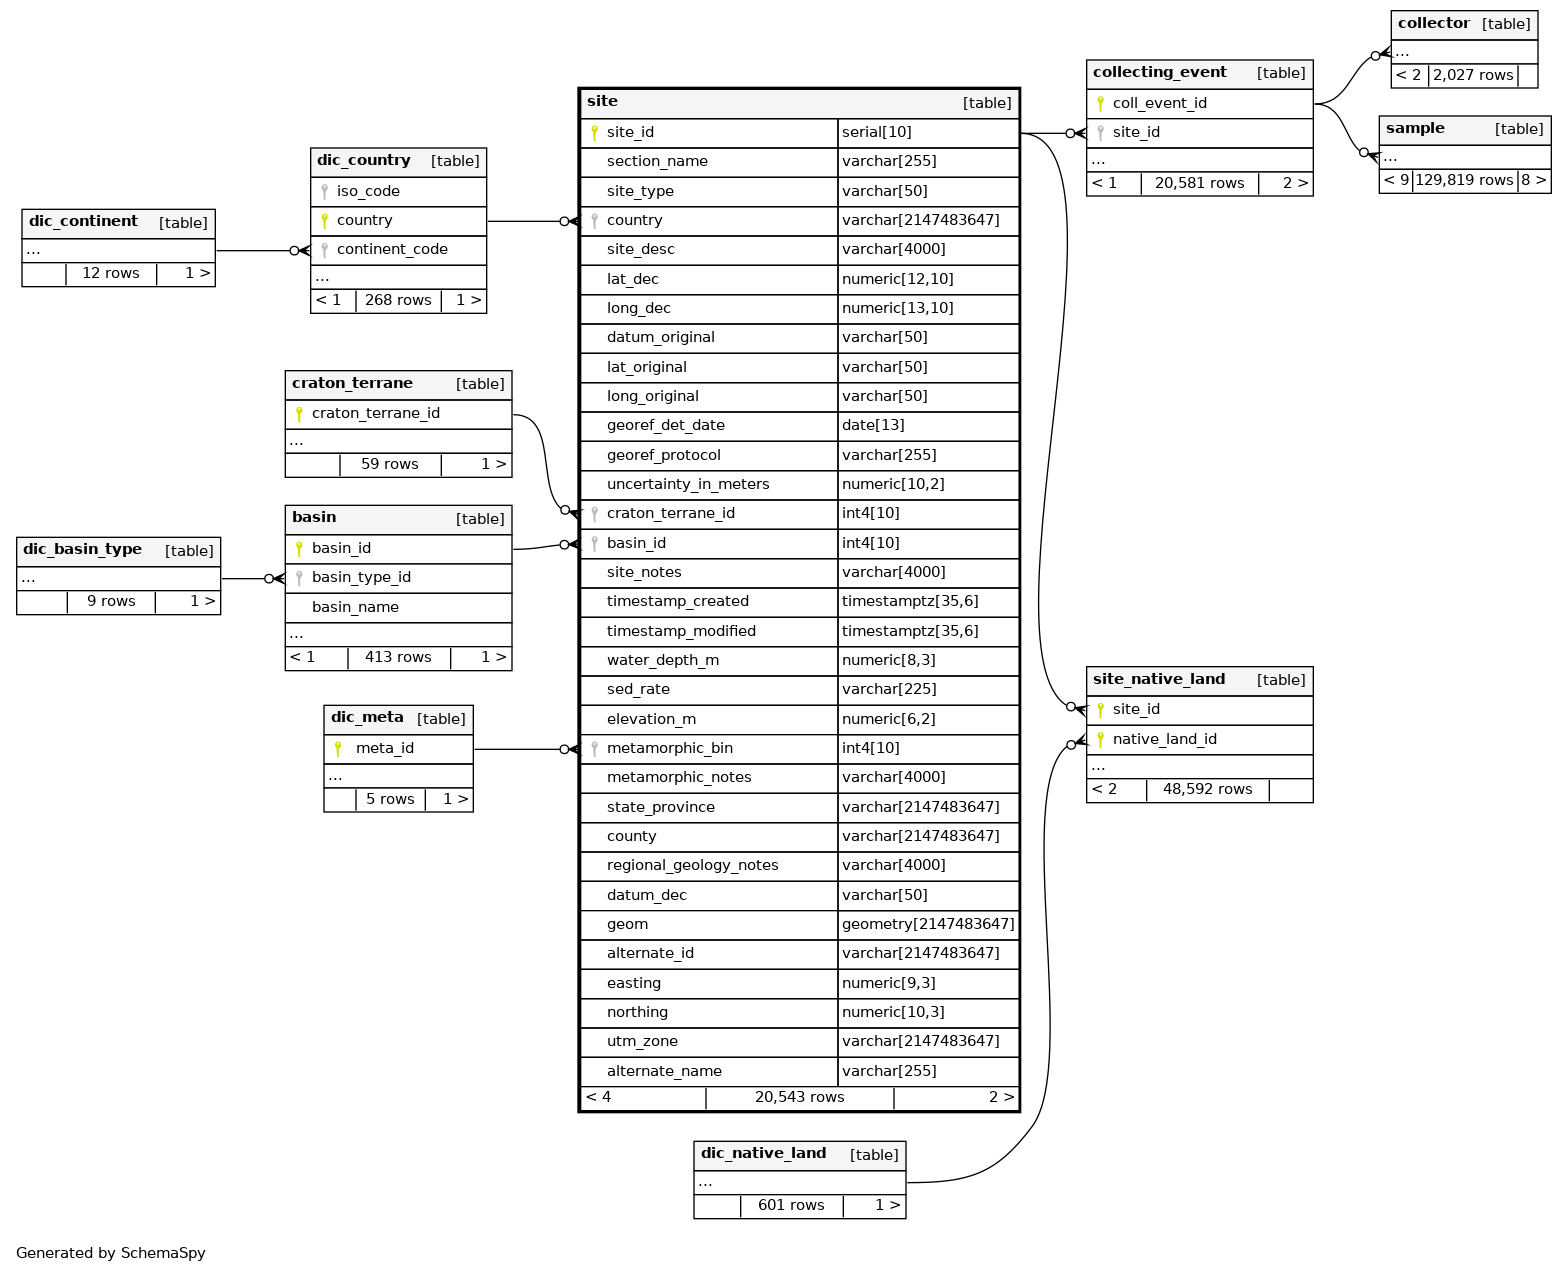 collector [table]
...
< 2 2,027 rows
collecting_event [table]
coll_event_id
site_id
...
< 1 20,581 rows 2 >
sample [table]
...
< 9 129,819 rows 8 >
site [table]
site_id serial[10]
section_name varchar[255]
site_type varchar[50]
country varchar[2147483647]
site_desc varchar[4000]
lat_dec numeric[12,10]
long_dec numeric[13,10]
datum_original varchar[50]
lat_original varchar[50]
long_original varchar[50]
georef_det_date date[13]
georef_protocol varchar[255]
uncertainty_in_meters numeric[10,2]
craton_terrane_id int4[10]
basin_id int4[10]
site_notes varchar[4000]
timestamp_created timestamptz[35,6]
timestamp_modified timestamptz[35,6]
water_depth_m numeric[8,3]
sed_rate varchar[225]
elevation_m numeric[6,2]
metamorphic_bin int4[10]
metamorphic_notes varchar[4000]
state_province varchar[2147483647]
county varchar[2147483647]
regional_geology_notes varchar[4000]
datum_dec varchar[50]
geom geometry[2147483647]
alternate_id varchar[2147483647]
easting numeric[9,3]
northing numeric[10,3]
utm_zone varchar[2147483647]
alternate_name varchar[255]
< 4 20,543 rows 2 >
dic_country [table]
iso_code
country
continent_code
...
< 1 268 rows 1 >
dic_continent [table]
...
12 rows 1 >
craton_terrane [table]
craton_terrane_id
...
59 rows 1 >
basin [table]
basin_id
basin_type_id
basin_name
...
< 1 413 rows 1 >
dic_basin_type [table]
...
9 rows 1 >
dic_meta [table]
meta_id
...
5 rows 1 >
site_native_land [table]
site_id
native_land_id
...
< 2 48,592 rows
dic_native_land [table]
...
601 rows 1 >
Generated by SchemaSpy